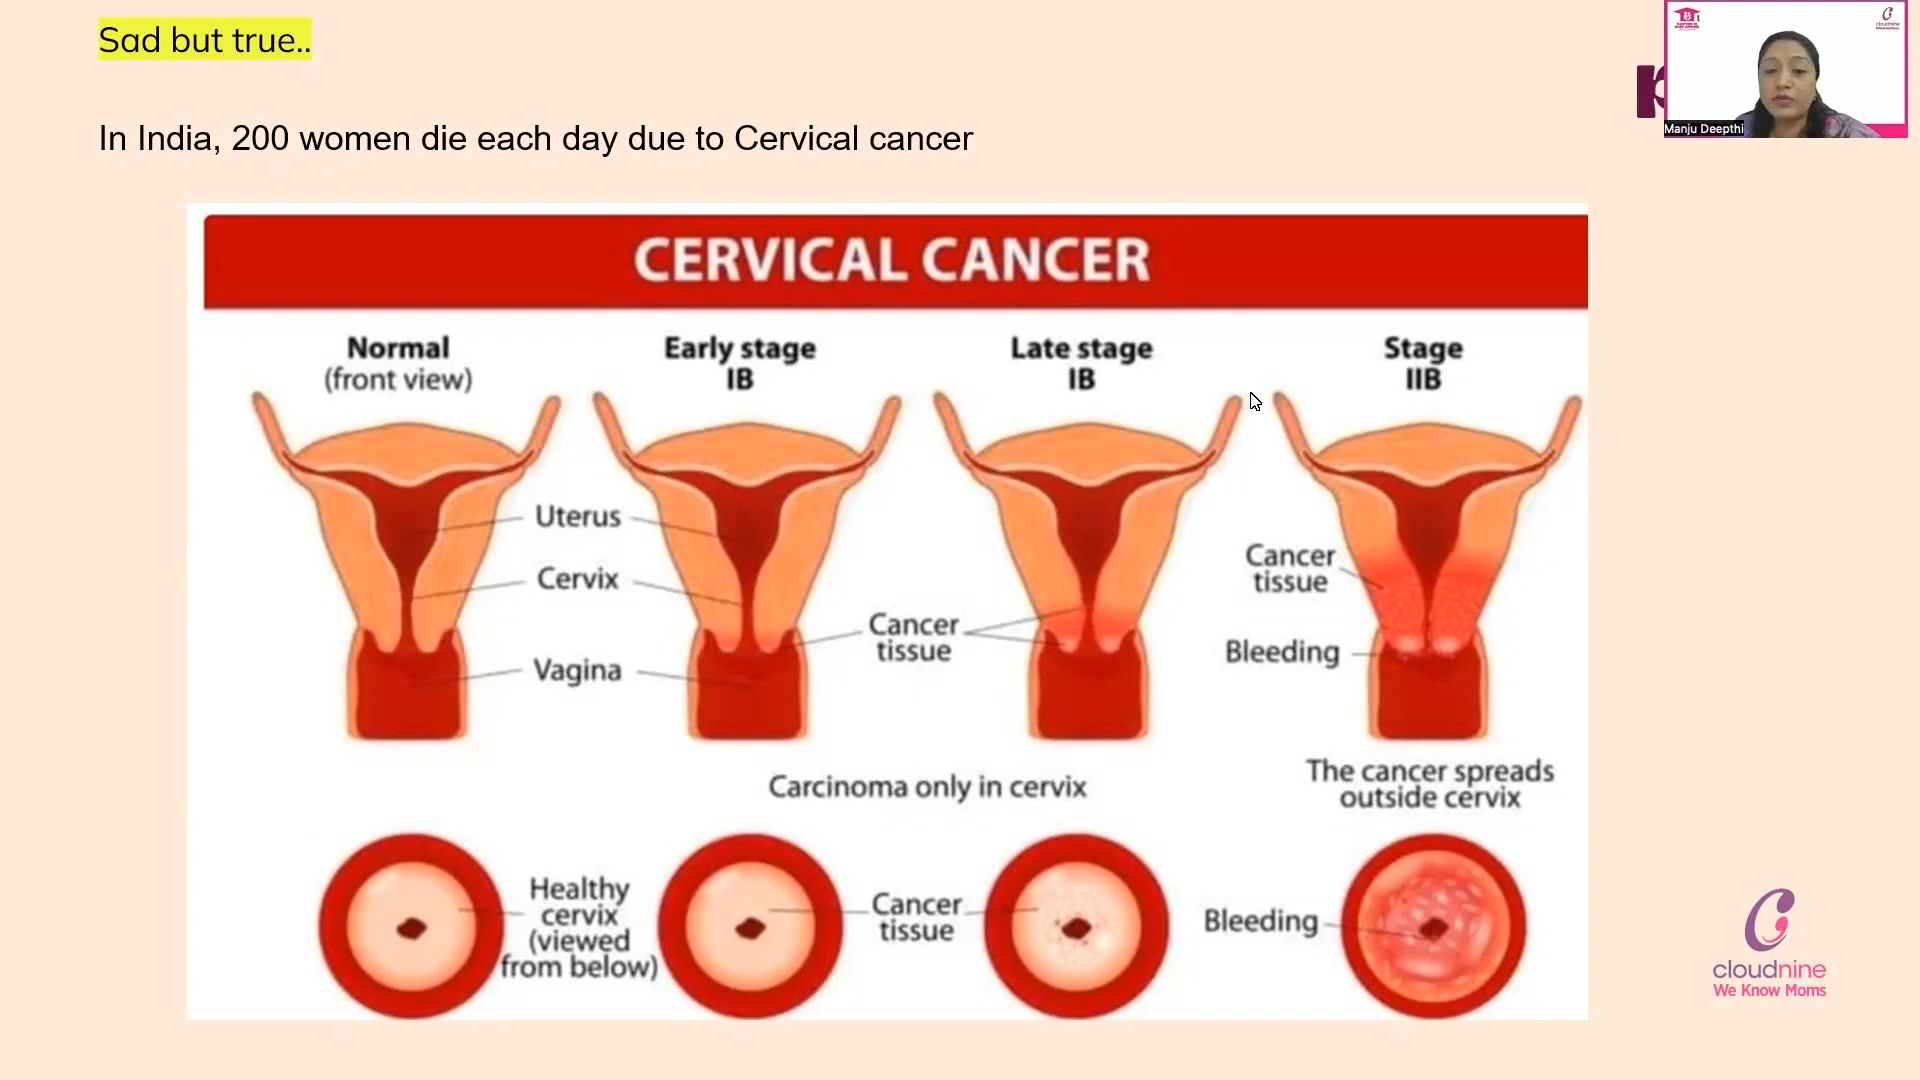 Sad but true..
In India, 200 women die each day due to Cervical cancer
Manju Deepthi
CERVICAL CANCER
Normal
(front view)
Early stage
IB
Late stage
IB
Stage
IIB
Uterus
Cervix
Vagina
Cancer
tissue
Cancer
tissue
Bleeding
Carcinoma only in cervix
The cancer spreads
outside cervix
Healthy
cervix
(viewed
from below)
Cancer
tissue
Bleeding
cloudnine
We Know Moms